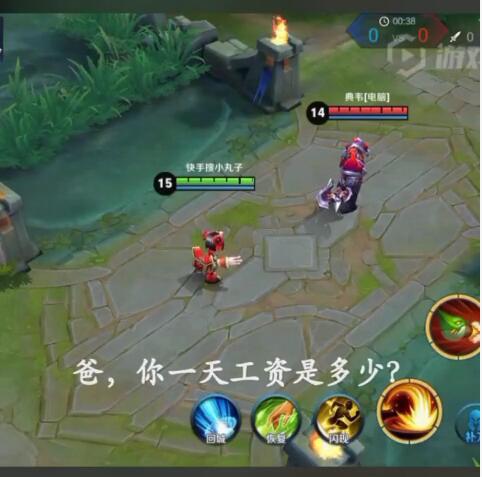 00:38
0 vs 0 0
游戏
典韦[电脑]
14
快手搜小丸子
15
爸，你一天工资是多少?
回城 恢复 闪现